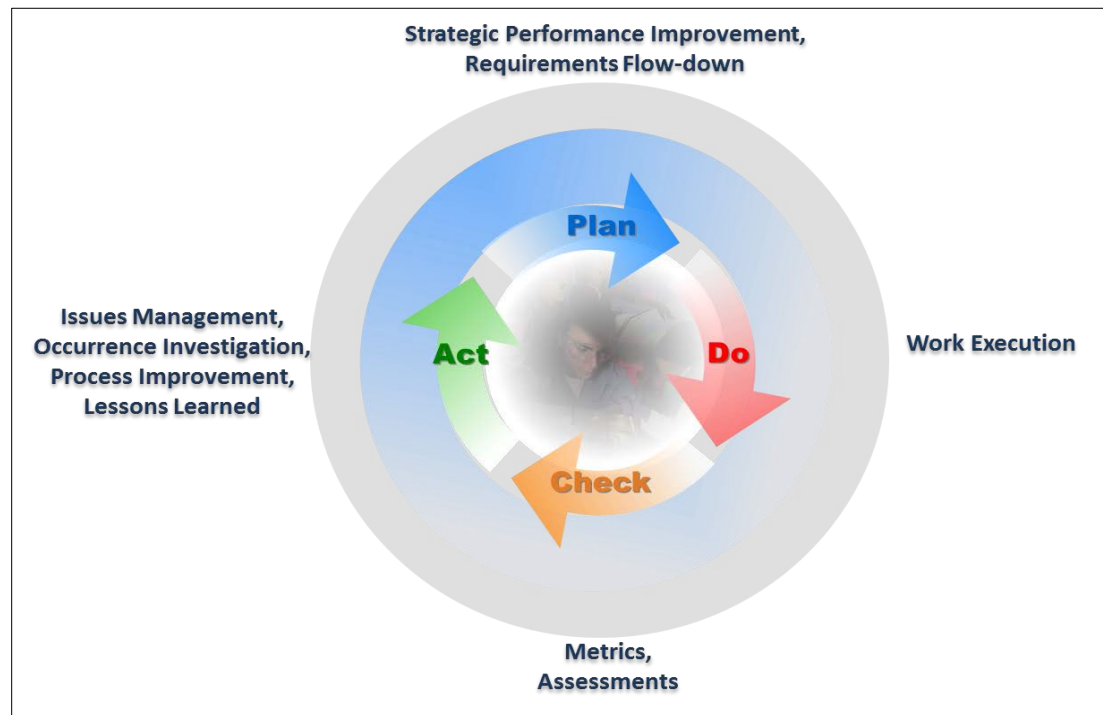 Strategic Performance Improvement,
Requirements Flow-down
Plan
Issues Management,
Occurrence Investigation,
Process Improvement,
Lessons Learned
Act
Do
Work Execution
Check
Metrics,
Assessments